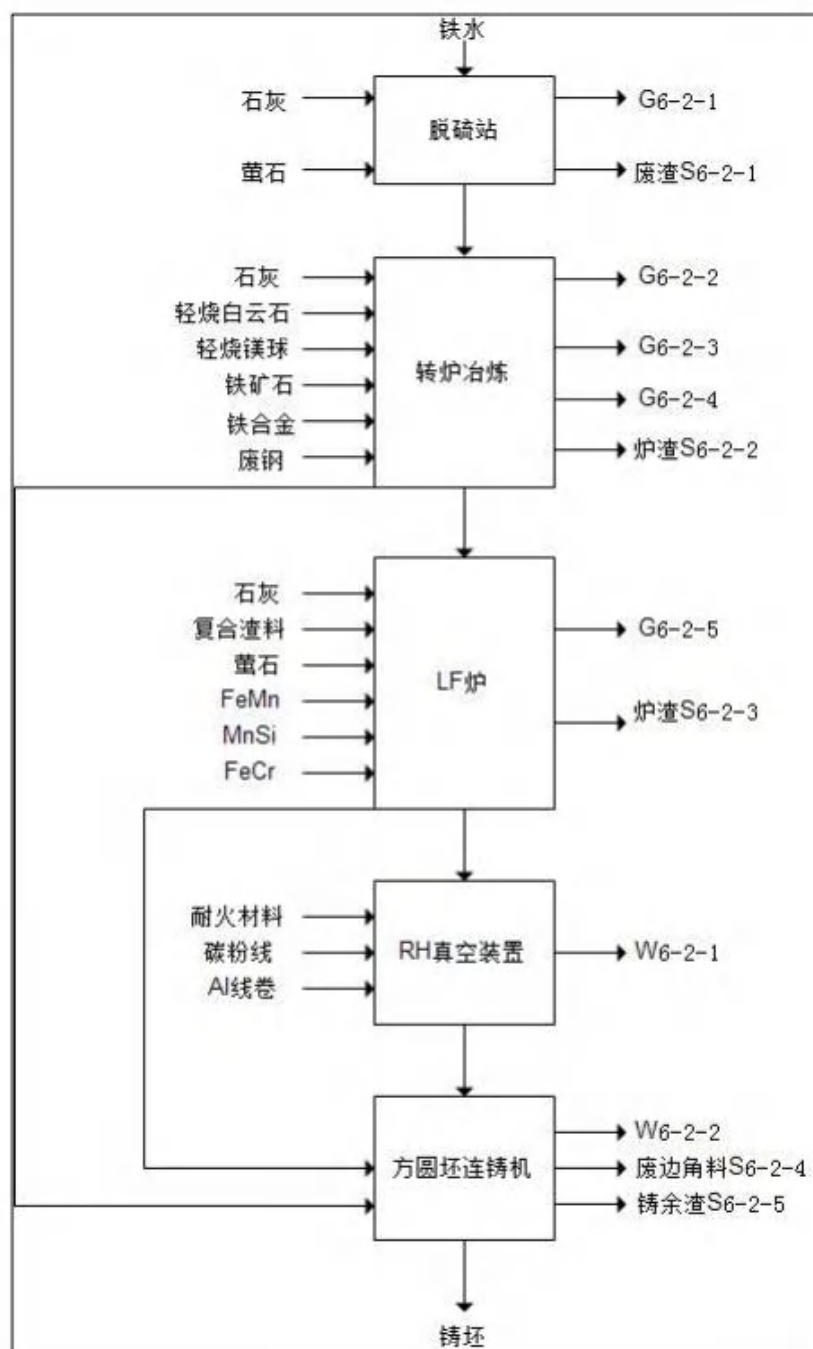 铁水
石灰
G6-2-1
脱硫站
萤石
废渣S6-2-1
石灰
G6-2-2
轻烧白云石
轻烧镁球
G6-2-3
转炉冶炼
铁矿石
G6-2-4
铁合金
炉渣S6-2-2
废钢
石灰
复合渣料
G6-2-5
萤石
LF炉
FeMn
炉渣S6-2-3
MnSi
FeCr
耐火材料
碳粉线
RH真空装置
W6-2-1
Al线卷
W6-2-2
方圆坯连铸机
废边角料S6-2-4
铸余渣S6-2-5
铸坯